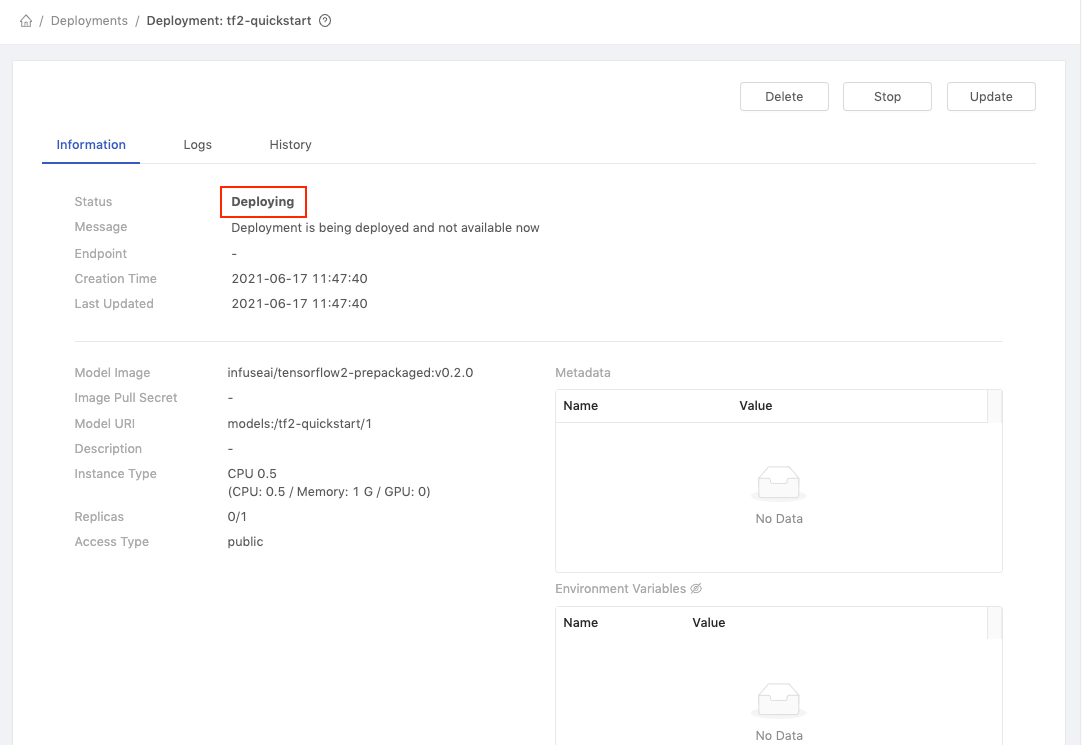 / Deployments / Deployment: tf2-quickstart
Delete Stop Update
Information Logs History
Status Deploying
Message Deployment is being deployed and not available now
Endpoint -
Creation Time 2021-06-17 11:47:40
Last Updated 2021-06-17 11:47:40
Model Image infuseai/tensorflow2-prepackaged:v0.2.0
Image Pull Secret -
Model URI models:/tf2-quickstart/1
Description -
Instance Type CPU 0.5
(CPU: 0.5 / Memory: 1 G / GPU: 0)
Replicas 0/1
Access Type public
Metadata
Name Value
No Data
Environment Variables
Name Value
No Data